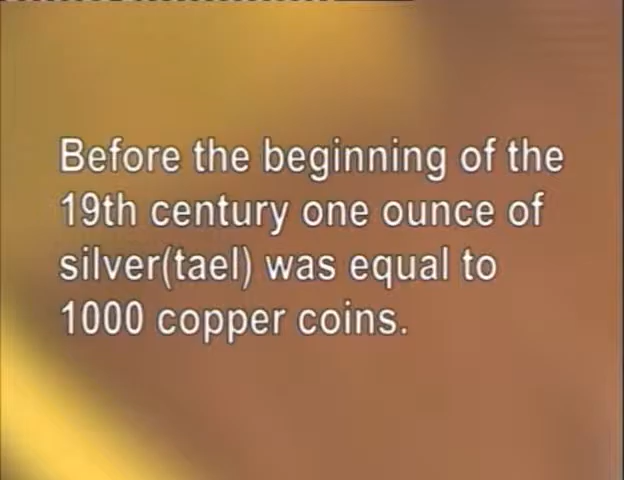 Before the beginning of the
19th century one ounce of
silver(tael) was equal to
1000 copper coins.